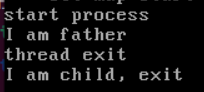 start process
I am father
thread exit
I am child, exit